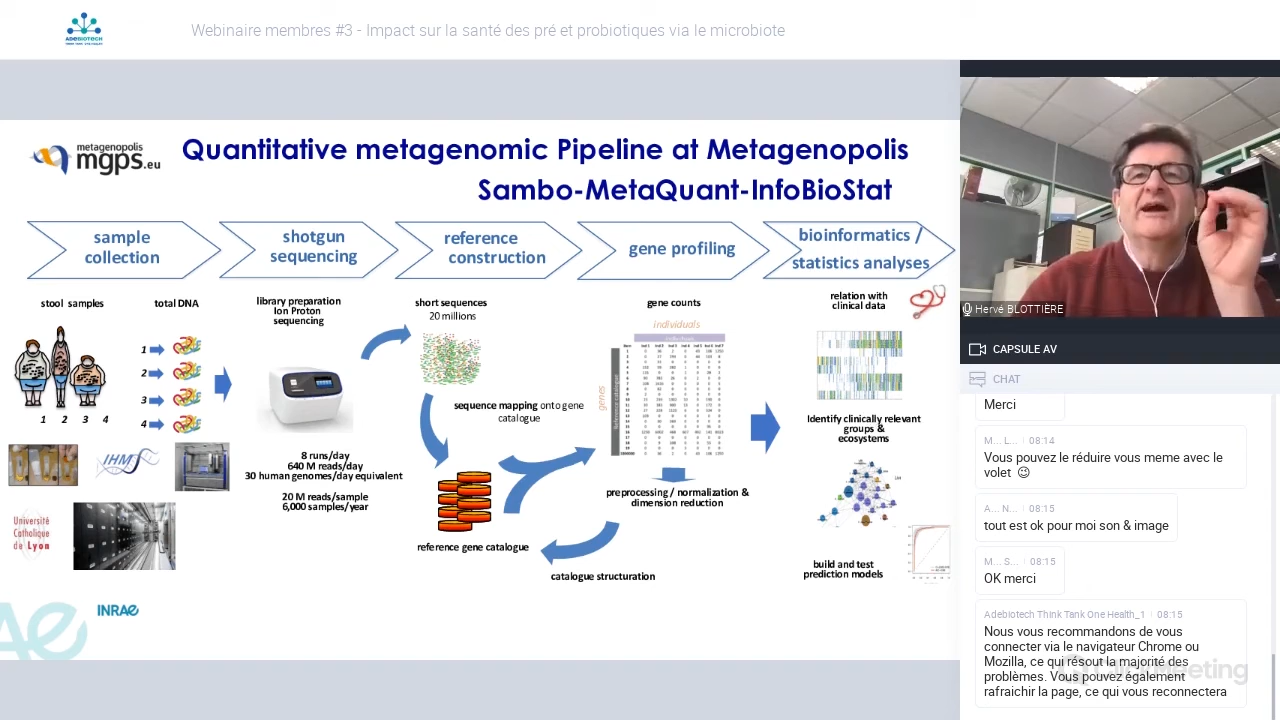 ADEBIOTECH
Webinaire membres #3 - Impact sur la santé des pré et probiotiques via le microbiote
metagenopolis
mgps.eu
Quantitative metagenomic Pipeline at Metagenopolis
Sambo-MetaQuant-InfoBioStat
sample
collection
shotgun
sequencing
reference
construction
gene profiling
bioinformatics /
statistics analyses
stool samples
total DNA
1
2
3
4
1 2 3 4
IHMS
Université
Catholique
de Lyon
INRAE
library preparation
Ion Proton
sequencing
8 runs/day
640 M reads/day
30 human genomes/day equivalent
20 M reads/sample
6,000 samples/year
short sequences
20 millions
sequence mapping onto gene
catalogue
reference gene catalogue
catalogue structuration
gene counts
individuals
genes
preprocessing / normalization &
dimension reduction
relation with
clinical data
Identify clinically relevant
groups &
ecosystems
build and test
prediction models
Hervé BLOTTIÈRE
CAPSULE AV
CHAT
Merci
M... L... 08:14
Vous pouvez le réduire vous meme avec le
volet 😉
A... N... 08:15
tout est ok pour moi son & image
M... S... 08:15
OK merci
Adebiotech Think Tank One Health_1 08:15
Nous vous recommandons de vous
connecter via le navigateur Chrome ou
Mozilla, ce qui résout la majorité des
problèmes. Vous pouvez également
rafraichir la page, ce qui vous reconnectera
ClickMeeting